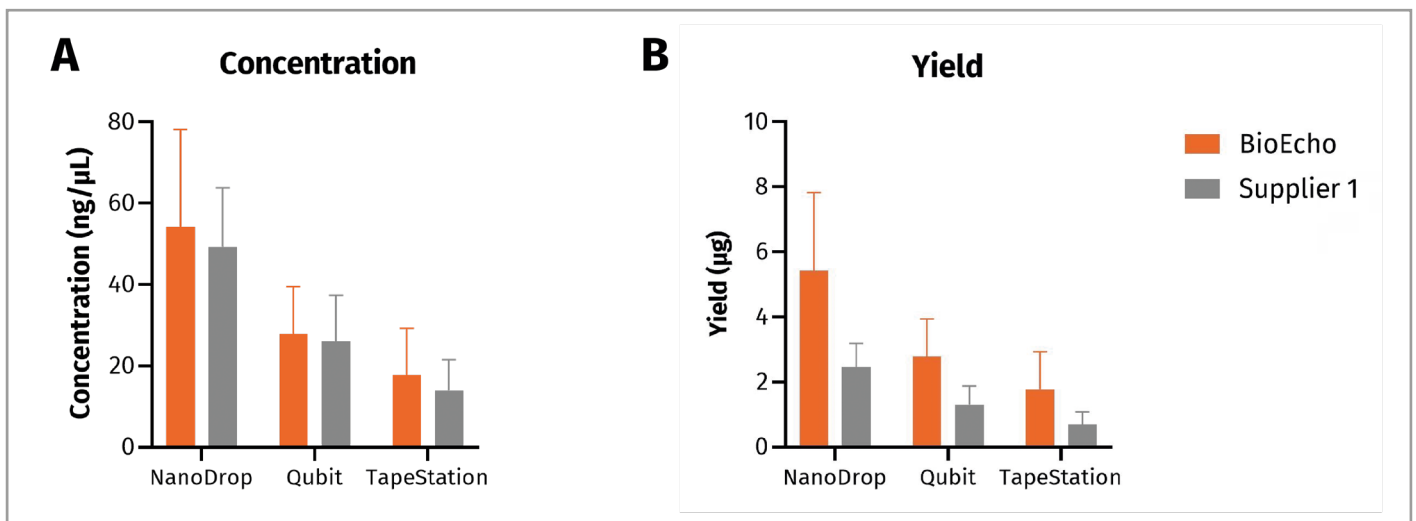 A
Concentration
Concentration (ng/µL)
80
60
40
20
0
NanoDrop
Qubit
TapeStation
B
Yield
Yield (µg)
10
8
6
4
2
0
NanoDrop
Qubit
TapeStation
BioEcho
Supplier 1